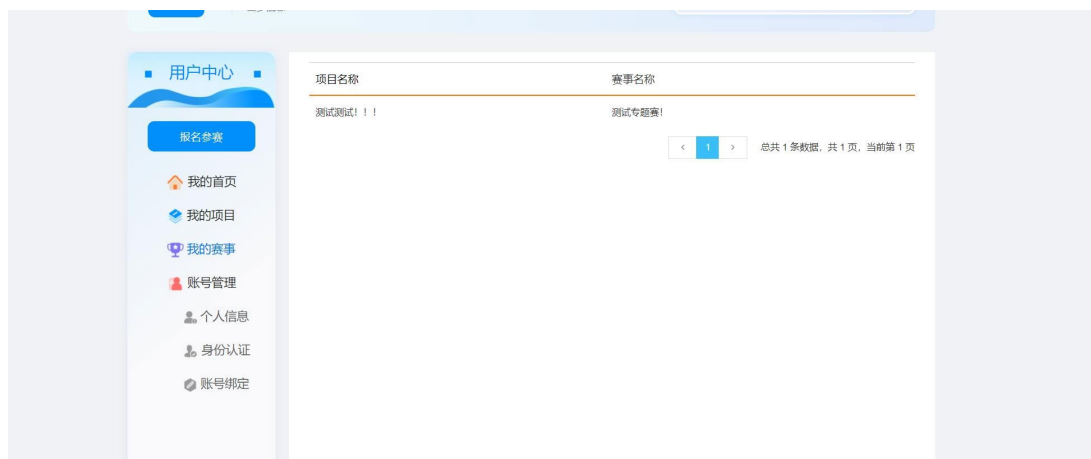 用户中心
报名参赛
我的首页
我的项目
我的赛事
账号管理
个人信息
身份认证
账号绑定
项目名称 赛事名称
测试测试！！！ 测试专题赛！
< 1 > 总共 1 条数据，共 1 页，当前第 1 页